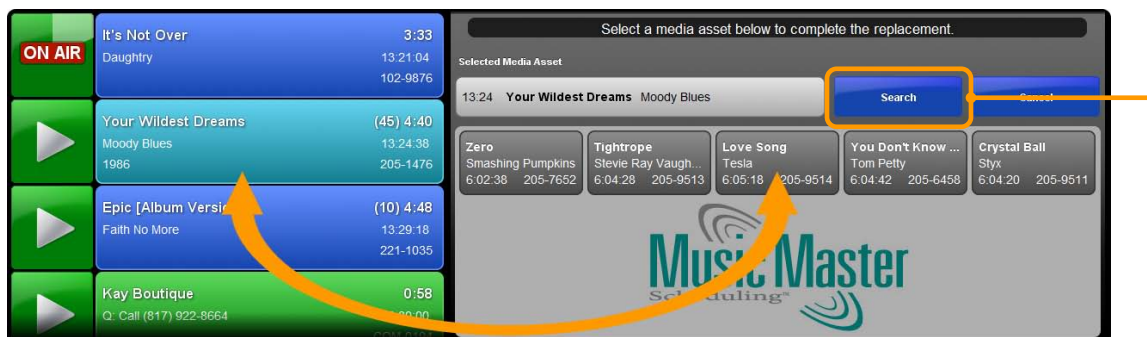 ON AIR
It's Not Over 3:33
Daughtry 13:21:04
102-9876
Your Wildest Dreams (45) 4:40
Moody Blues 13:24:38
1986 205-1476
Epic [Album Versi (10) 4:48
Faith No More 13:29:18
221-1035
Kay Boutique 0:58
Q: Call (817) 922-8664
Select a media asset below to complete the replacement.
Selected Media Asset
13:24 Your Wildest Dreams Moody Blues
Search
Cancel
Zero
Smashing Pumpkins
6:02:38 205-7652
Tightrope
Stevie Ray Vaugh...
6:04:28 205-9513
Love Song
Tesla
6:05:18 205-9514
You Don't Know ...
Tom Petty
6:04:42 205-6458
Crystal Ball
Styx
6:04:20 205-9511
Music Master
Scheduling